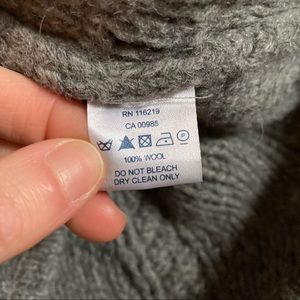 RN 116219
CA 00985
100% WOOL
DO NOT BLEACH
DRY CLEAN ONLY